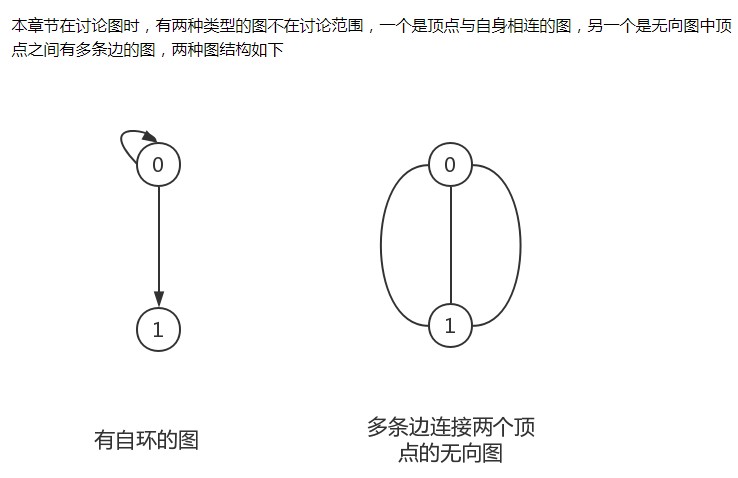 本章节在讨论图时，有两种类型的图不在讨论范围，一个是顶点与自身相连的图，另一个是无向图中顶
点之间有多条边的图，两种图结构如下
0
0
1
1
有自环的图
多条边连接两个顶
点的无向图